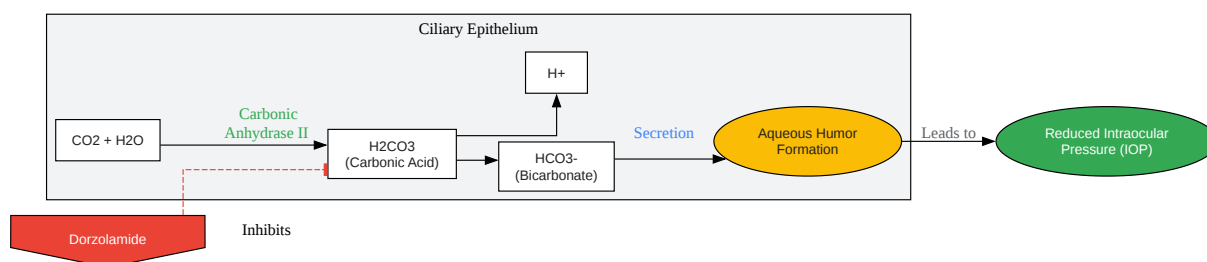 Ciliary Epithelium
H+
Carbonic
Anhydrase II
CO2 + H2O
H2CO3
(Carbonic Acid)
HCO3-
(Bicarbonate)
Secretion
Aqueous Humor
Formation
Leads to
Reduced Intraocular
Pressure (IOP)
Dorzolamide
Inhibits